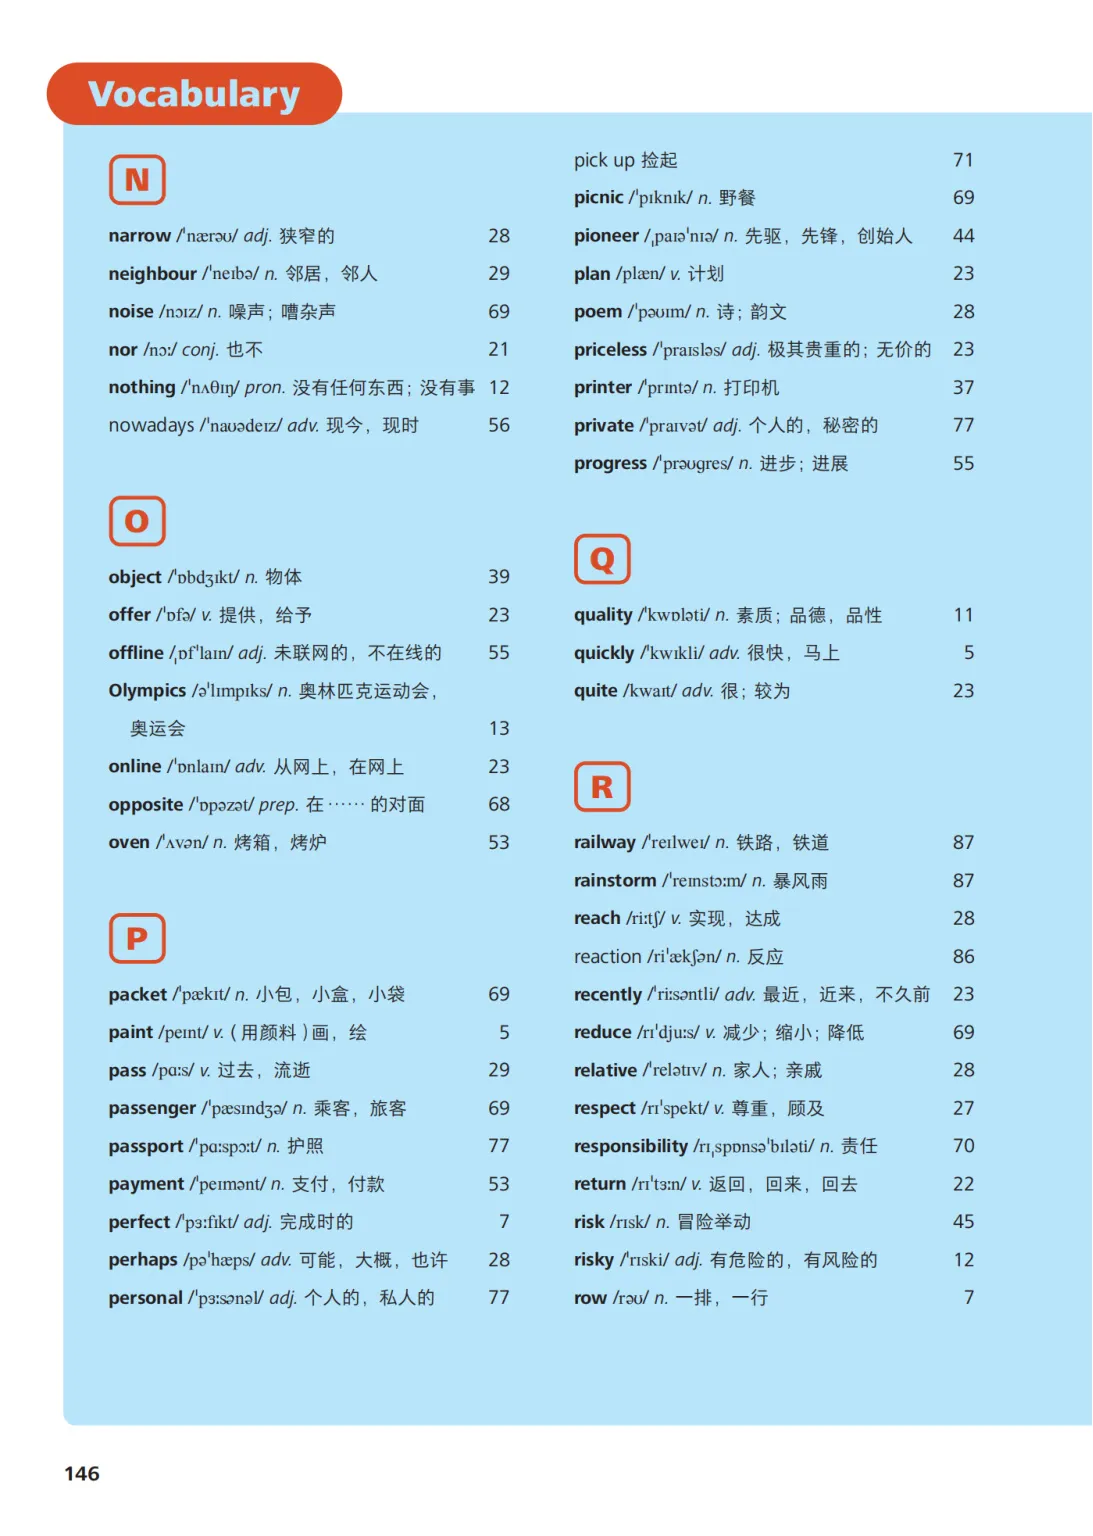 Vocabulary
N
narrow /ˈnærəʊ/ adj. 狭窄的 28
neighbour /ˈneɪbə/ n. 邻居，邻人 29
noise /nɔɪz/ n. 噪声；嘈杂声 69
nor /nɔː/ conj. 也不 21
nothing /ˈnʌθɪŋ/ pron. 没有任何东西；没有事 12
nowadays /ˈnaʊədeɪz/ adv. 现今，现时 56
O
object /ˈɒbdʒɪkt/ n. 物体 39
offer /ˈɒfə/ v. 提供，给予 23
offline /ˌɒfˈlaɪn/ adj. 未联网的，不在线的 55
Olympics /əˈlɪmpɪks/ n. 奥林匹克运动会，
奥运会 13
online /ˈɒnlaɪn/ adv. 从网上，在网上 23
opposite /ˈɒpəzət/ prep. 在……的对面 68
oven /ˈʌvən/ n. 烤箱，烤炉 53
P
packet /ˈpækɪt/ n. 小包，小盒，小袋 69
paint /peɪnt/ v.（用颜料）画，绘 5
pass /pɑːs/ v. 过去，流逝 29
passenger /ˈpæsɪndʒə/ n. 乘客，旅客 69
passport /ˈpɑːspɔːt/ n. 护照 77
payment /ˈpeɪmənt/ n. 支付，付款 53
perfect /ˈpɜːfɪkt/ adj. 完成时的 7
perhaps /pəˈhæps/ adv. 可能，大概，也许 28
personal /ˈpɜːsənəl/ adj. 个人的，私人的 77
pick up 捡起 71
picnic /ˈpɪknɪk/ n. 野餐 69
pioneer /ˌpaɪəˈnɪə/ n. 先驱，先锋，创始人 44
plan /plæn/ v. 计划 23
poem /ˈpəʊɪm/ n. 诗；韵文 28
priceless /ˈpraɪsləs/ adj. 极其贵重的；无价的 23
printer /ˈprɪntə/ n. 打印机 37
private /ˈpraɪvət/ adj. 个人的，秘密的 77
progress /ˈprəʊɡres/ n. 进步；进展 55
Q
quality /ˈkwɒləti/ n. 素质；品德，品性 11
quickly /ˈkwɪkli/ adv. 很快，马上 5
quite /kwaɪt/ adv. 很；较为 23
R
railway /ˈreɪlweɪ/ n. 铁路，铁道 87
rainstorm /ˈreɪnstɔːm/ n. 暴风雨 87
reach /riːtʃ/ v. 实现，达成 28
reaction /riˈækʃən/ n. 反应 86
recently /ˈriːsəntli/ adv. 最近，近来，不久前 23
reduce /rɪˈdjuːs/ v. 减少；缩小；降低 69
relative /ˈrelətɪv/ n. 家人；亲戚 28
respect /rɪˈspekt/ v. 尊重，顾及 27
responsibility /rɪˌspɒnsəˈbɪləti/ n. 责任 70
return /rɪˈtɜːn/ v. 返回，回来，回去 22
risk /rɪsk/ n. 冒险举动 45
risky /ˈrɪski/ adj. 有危险的，有风险的 12
row /rəʊ/ n. 一排，一行 7
146